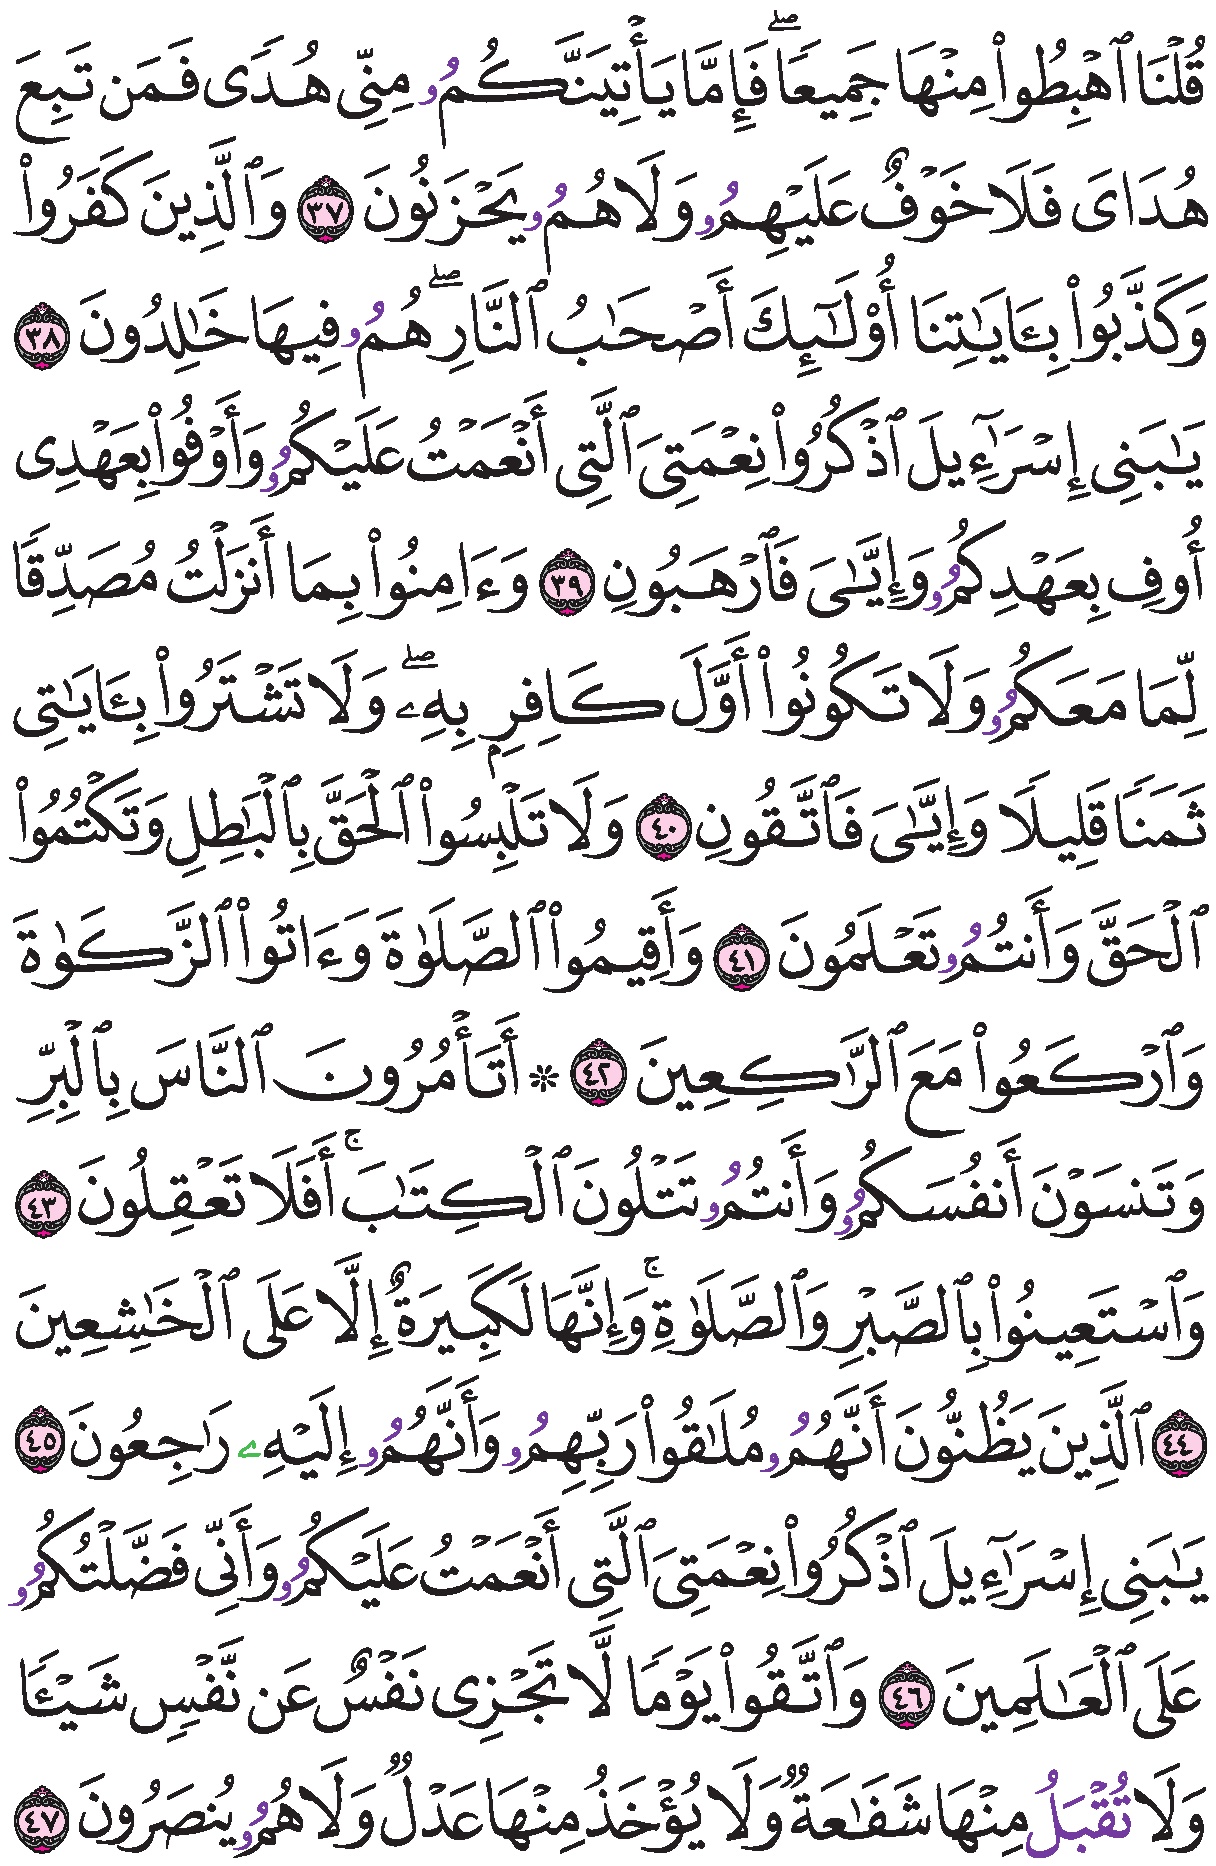 قُلْنَا ٱهْبِطُوا۟ مِنْهَا جَمِيعًاۖ فَإِمَّا يَأْتِيَنَّكُمُۥ مِنِّى هُدًى فَمَن تَبِعَ
هُدَاىَ فَلَا خَوْفٌ عَلَيْهِمُۥ وَلَا هُمُۥ يَحْزَنُونَ ٣٧ وَٱلَّذِينَ كَفَرُوا۟
وَكَذَّبُوا۟ بِـَٔايَـٰتِنَا أُو۟لَـٰٓئِكَ أَصْحَـٰبُ ٱلنَّارِۖ هُمُۥ فِيهَا خَـٰلِدُونَ ٣٨
يَـٰبَنِى إِسْرَٰٓءِيلَ ٱذْكُرُوا۟ نِعْمَتِىَ ٱلَّتِى أَنْعَمْتُ عَلَيْكُمُۥ وَأَوْفُوا۟ بِعَهْدِى
أُوفِ بِعَهْدِكُمُۥ وَإِيَّـٰىَ فَٱرْهَبُونِ ٣٩ وَءَامِنُوا۟ بِمَا أَنزَلْتُ مُصَدِّقًا
لِّمَا مَعَكُمُۥ وَلَا تَكُونُوا۟ أَوَّلَ كَافِرِۭ بِهِۦۖ وَلَا تَشْتَرُوا۟ بِـَٔايَـٰتِى
ثَمَنًا قَلِيلًا وَإِيَّـٰىَ فَٱتَّقُونِ ٤٠ وَلَا تَلْبِسُوا۟ ٱلْحَقَّ بِٱلْبَـٰطِلِ وَتَكْتُمُوا۟
ٱلْحَقَّ وَأَنتُمُۥ تَعْلَمُونَ ٤١ وَأَقِيمُوا۟ ٱلصَّلَوٰةَ وَءَاتُوا۟ ٱلزَّكَوٰةَ
وَٱرْكَعُوا۟ مَعَ ٱلرَّٰكِعِينَ ٤٢ ۞ أَتَأْمُرُونَ ٱلنَّاسَ بِٱلْبِرِّ
وَتَنسَوْنَ أَنفُسَكُمُۥ وَأَنتُمُۥ تَتْلُونَ ٱلْكِتَـٰبَۚ أَفَلَا تَعْقِلُونَ ٤٣
وَٱسْتَعِينُوا۟ بِٱلصَّبْرِ وَٱلصَّلَوٰةِۚ وَإِنَّهَا لَكَبِيرَةٌ إِلَّا عَلَى ٱلْخَـٰشِعِينَ
٤٤ ٱلَّذِينَ يَظُنُّونَ أَنَّهُمُۥ مُلَـٰقُوا۟ رَبِّهِمُۥ وَأَنَّهُمُۥ إِلَيْهِۦ رَٰجِعُونَ ٤٥
يَـٰبَنِى إِسْرَٰٓءِيلَ ٱذْكُرُوا۟ نِعْمَتِىَ ٱلَّتِى أَنْعَمْتُ عَلَيْكُمُۥ وَأَنِّى فَضَّلْتُكُمُۥ
عَلَى ٱلْعَـٰلَمِينَ ٤٦ وَٱتَّقُوا۟ يَوْمًا لَّا تَجْزِى نَفْسٌ عَن نَّفْسٍ شَيْـًٔا
وَلَا تُقْبَلُ مِنْهَا شَفَـٰعَةٌ وَلَا يُؤْخَذُ مِنْهَا عَدْلٌ وَلَا هُمُۥ يُنصَرُونَ ٤٧